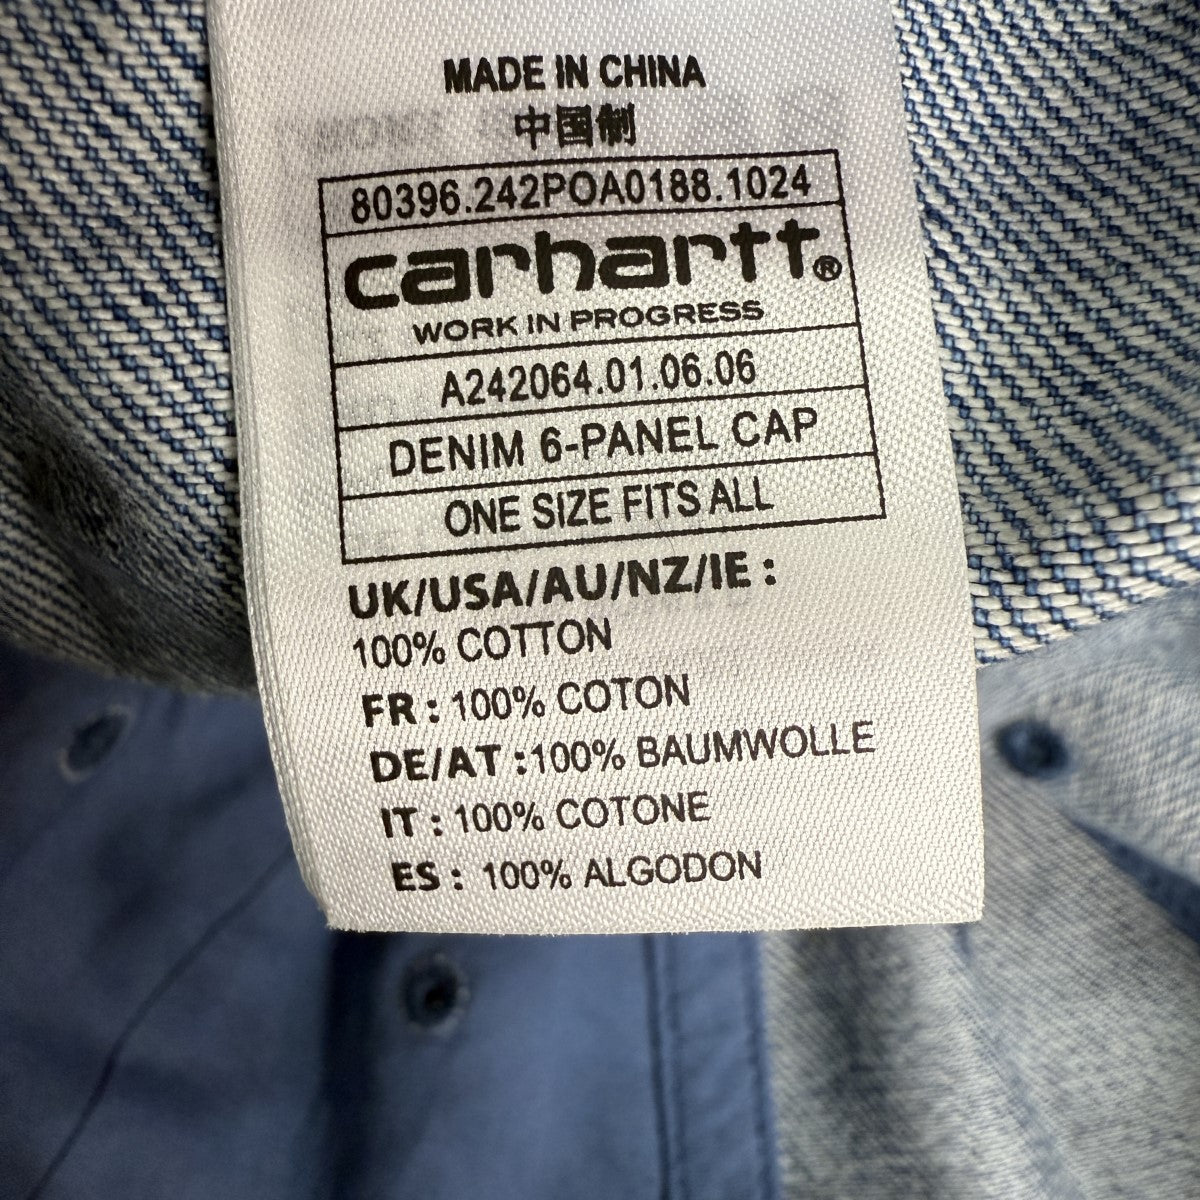 MADE IN CHINA
中国制
80396.242POA0188.1024
carhartt®
WORK IN PROGRESS
A242064.01.06.06
DENIM 6-PANEL CAP
ONE SIZE FITS ALL
UK/USA/AU/NZ/IE :
100% COTTON
FR : 100% COTON
DE/AT :100% BAUMWOLLE
IT : 100% COTONE
ES : 100% ALGODON